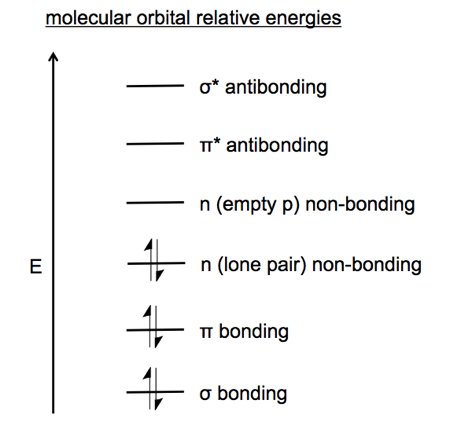 molecular orbital relative energies
σ* antibonding
π* antibonding
n (empty p) non-bonding
E
n (lone pair) non-bonding
π bonding
σ bonding